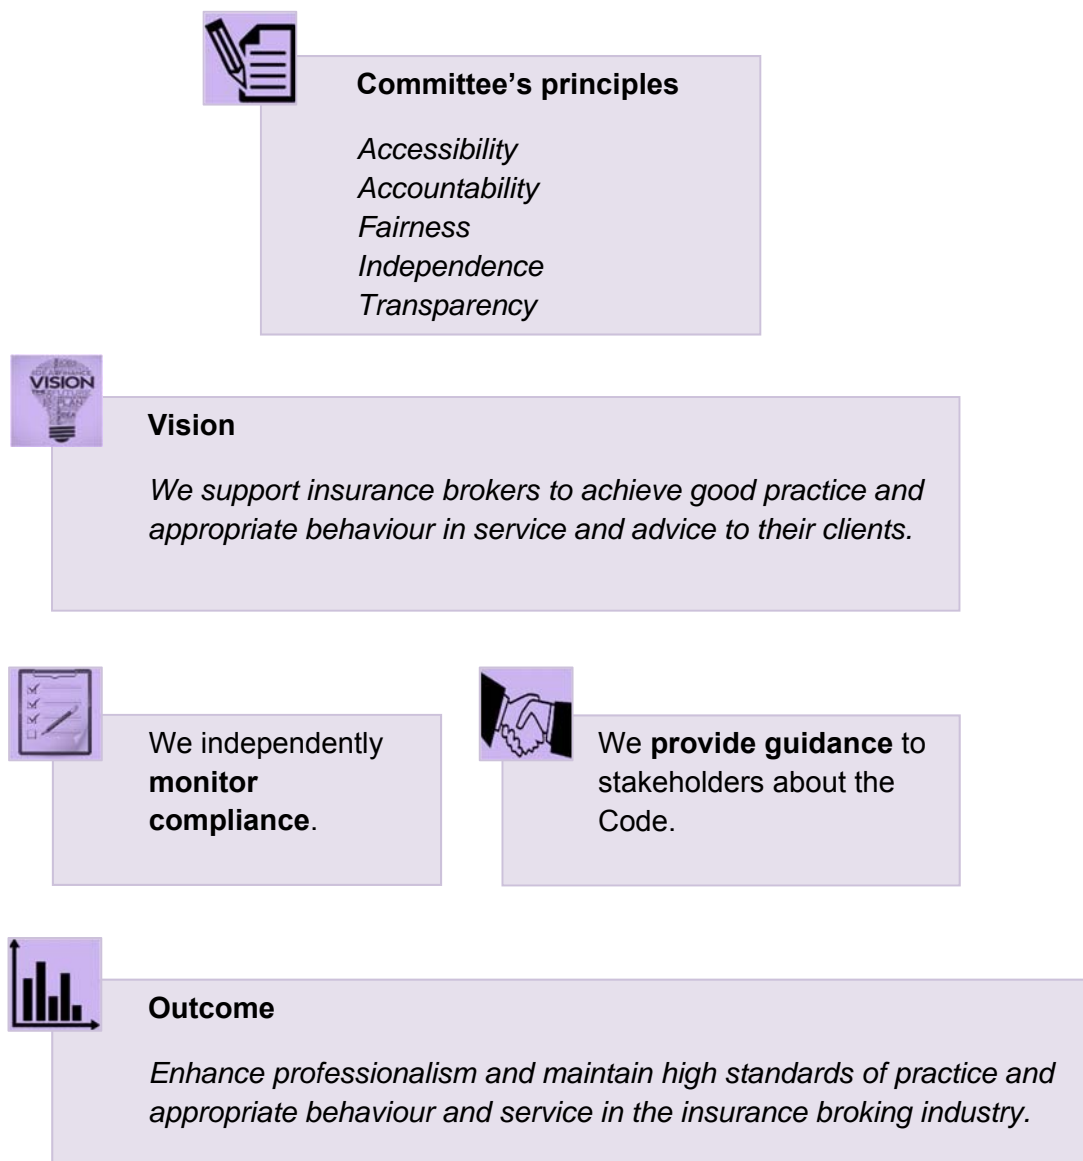 Committee’s principles
Accessibility
Accountability
Fairness
Independence
Transparency
VISION
PLAN
IDEA
Vision
We support insurance brokers to achieve good practice and
appropriate behaviour in service and advice to their clients.
We independently
monitor
compliance.
We provide guidance to
stakeholders about the
Code.
Outcome
Enhance professionalism and maintain high standards of practice and
appropriate behaviour and service in the insurance broking industry.